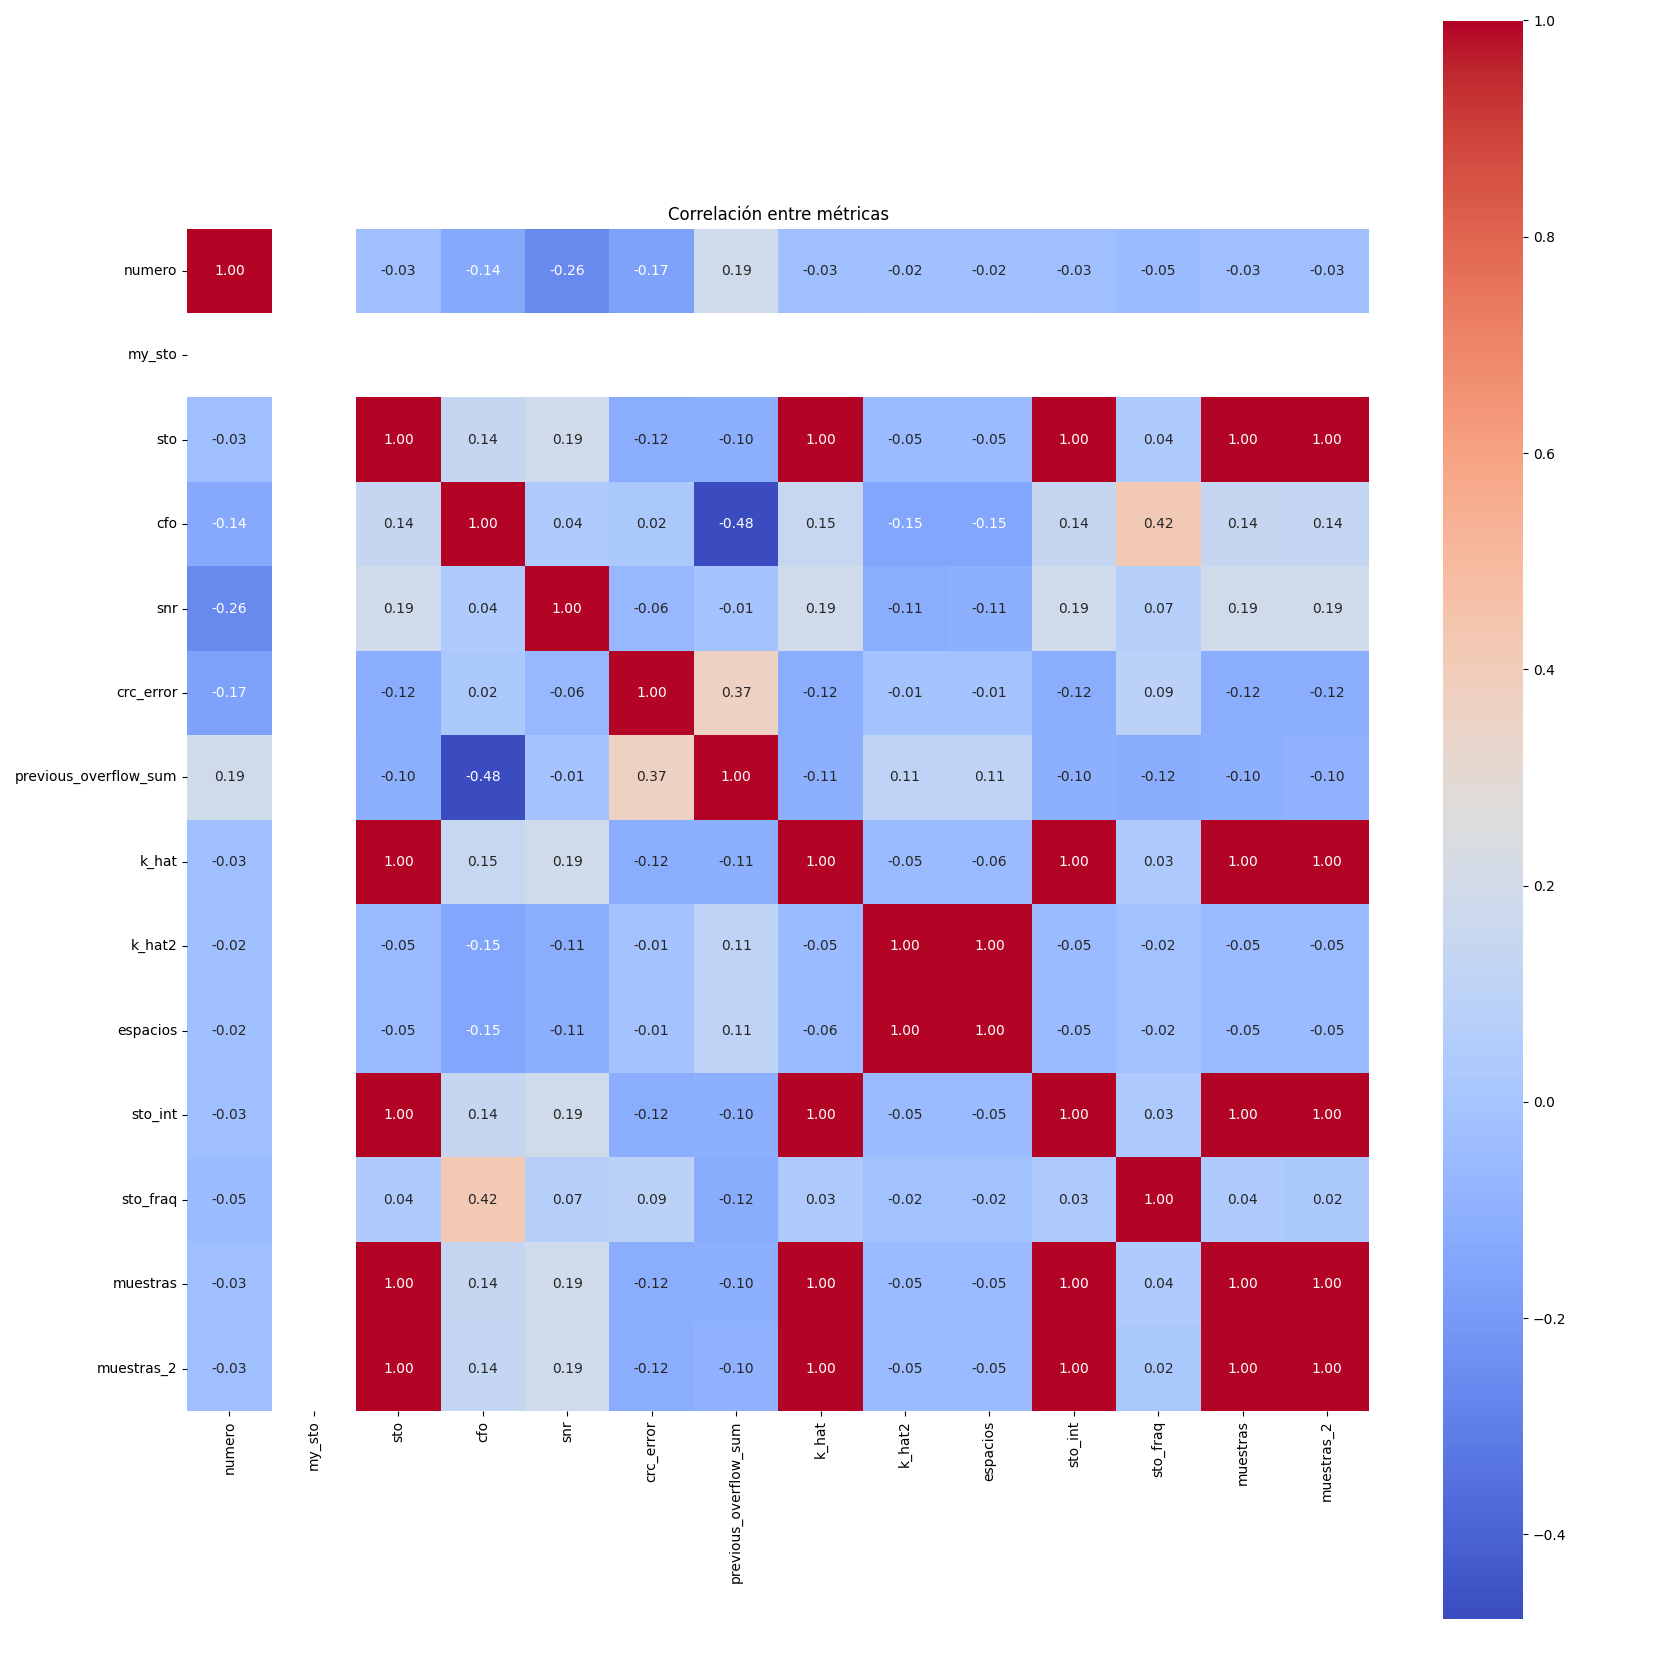 Correlación entre métricas
numero 1.00 -0.03 -0.14 -0.26 -0.17 0.19 -0.03 -0.02 -0.02 -0.03 -0.05 -0.03 -0.03
my_sto
sto -0.03 1.00 0.14 0.19 -0.12 -0.10 1.00 -0.05 -0.05 1.00 0.04 1.00 1.00
cfo -0.14 0.14 1.00 0.04 0.02 -0.48 0.15 -0.15 -0.15 0.14 0.42 0.14 0.14
snr -0.26 0.19 0.04 1.00 -0.06 -0.01 0.19 -0.11 -0.11 0.19 0.07 0.19 0.19
crc_error -0.17 -0.12 0.02 -0.06 1.00 0.37 -0.12 -0.01 -0.01 -0.12 0.09 -0.12 -0.12
previous_overflow_sum 0.19 -0.10 -0.48 -0.01 0.37 1.00 -0.11 0.11 0.11 -0.10 -0.12 -0.10 -0.10
k_hat -0.03 1.00 0.15 0.19 -0.12 -0.11 1.00 -0.05 -0.06 1.00 0.03 1.00 1.00
k_hat2 -0.02 -0.05 -0.15 -0.11 -0.01 0.11 -0.05 1.00 1.00 -0.05 -0.02 -0.05 -0.05
espacios -0.02 -0.05 -0.15 -0.11 -0.01 0.11 -0.06 1.00 1.00 -0.05 -0.02 -0.05 -0.05
sto_int -0.03 1.00 0.14 0.19 -0.12 -0.10 1.00 -0.05 -0.05 1.00 0.03 1.00 1.00
sto_fraq -0.05 0.04 0.42 0.07 0.09 -0.12 0.03 -0.02 -0.02 0.03 1.00 0.04 0.02
muestras -0.03 1.00 0.14 0.19 -0.12 -0.10 1.00 -0.05 -0.05 1.00 0.04 1.00 1.00
muestras_2 -0.03 1.00 0.14 0.19 -0.12 -0.10 1.00 -0.05 -0.05 1.00 0.02 1.00 1.00
numero
my_sto
sto
cfo
snr
crc_error
previous_overflow_sum
k_hat
k_hat2
espacios
sto_int
sto_fraq
muestras
muestras_2
1.0
0.8
0.6
0.4
0.2
0.0
−0.2
−0.4